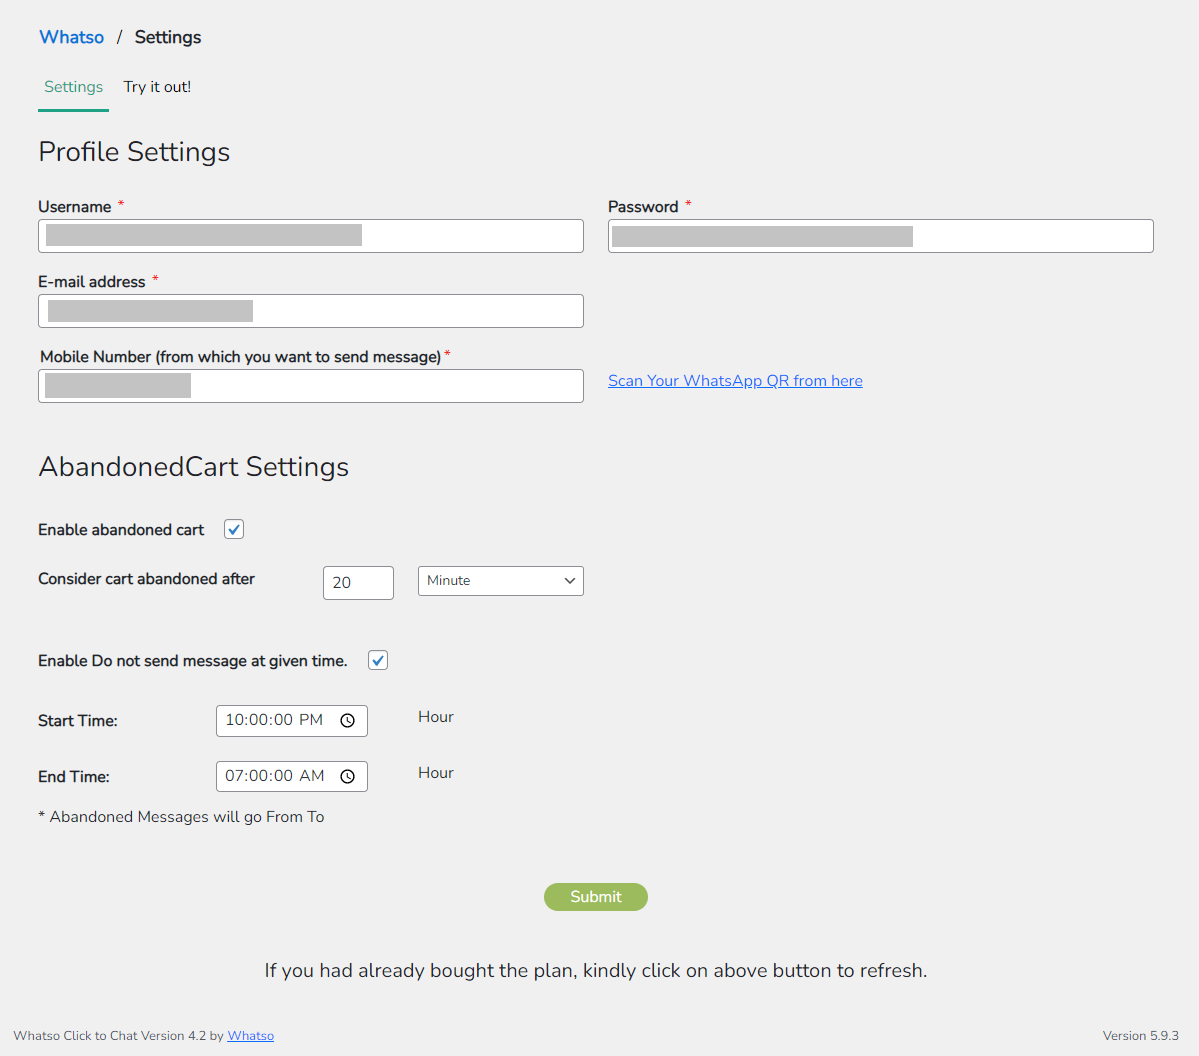 Whatso / Settings
Settings Try it out!
Profile Settings
Username * Password *
E-mail address *
Mobile Number (from which you want to send message) *
Scan Your WhatsApp QR from here
AbandonedCart Settings
Enable abandoned cart
Consider cart abandoned after 20 Minute
Enable Do not send message at given time.
Start Time: 10:00:00 PM Hour
End Time: 07:00:00 AM Hour
* Abandoned Messages will go From To
Submit
If you had already bought the plan, kindly click on above button to refresh.
Whatso Click to Chat Version 4.2 by Whatso Version 5.9.3